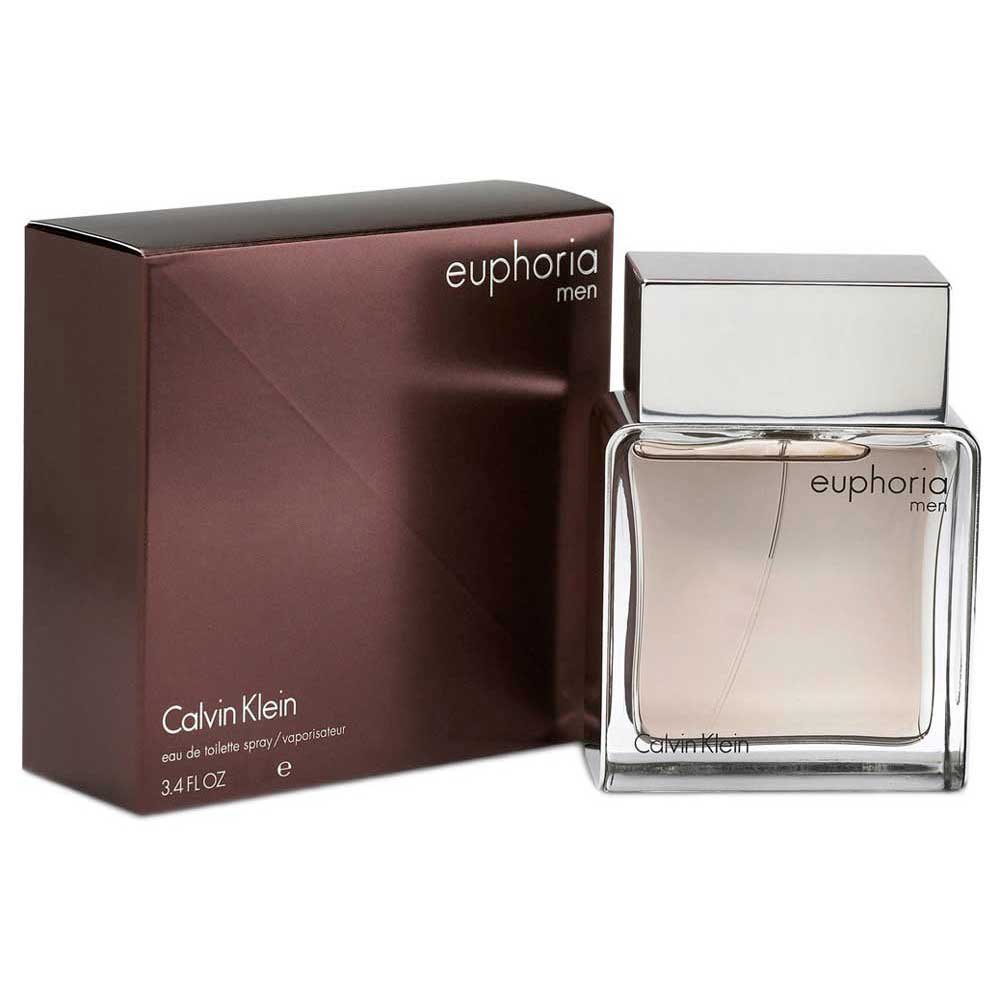 euphoria
men
Calvin Klein
eau de toilette spray/vaporisateur
3.4 FL OZ e
euphoria
men
Calvin Klein